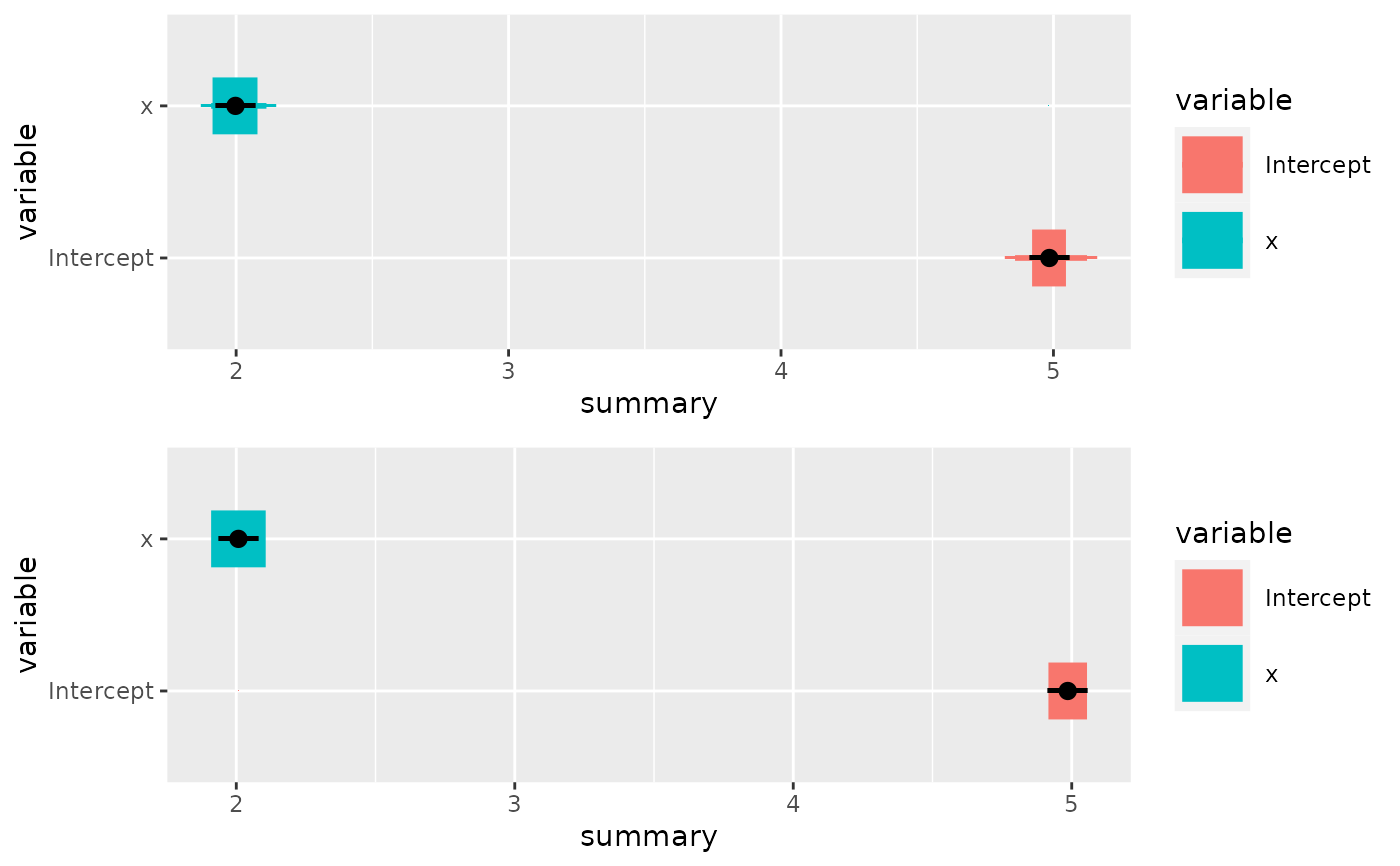 variable
x
Intercept
2 3 4 5
summary
variable
Intercept
x
variable
x
Intercept
2 3 4 5
summary
variable
Intercept
x